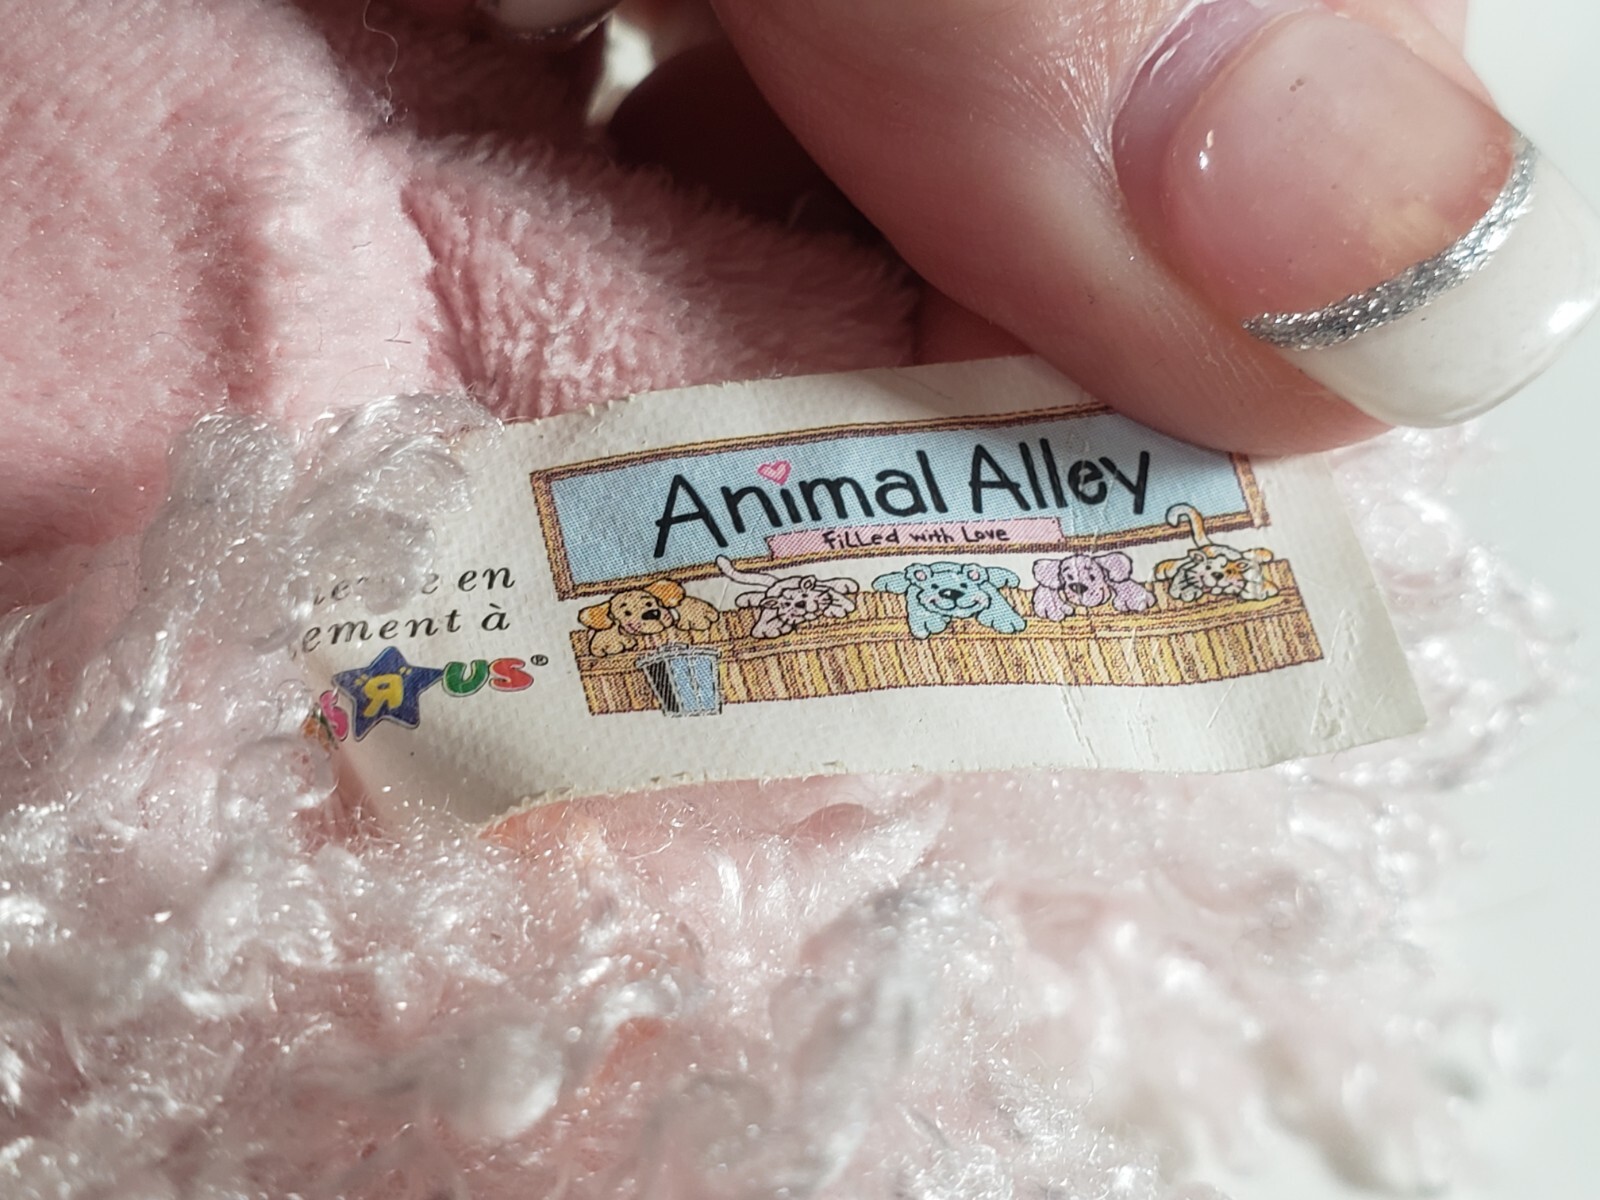 Animal Alley
Filled with Love
en
ement à
R US®